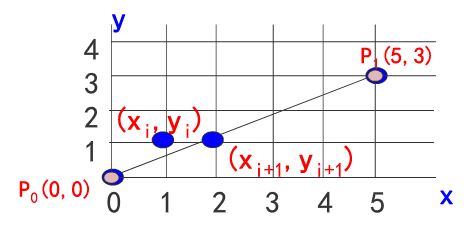 y
4
P₁(5,3)
3
2
(xᵢ, yᵢ)
1
(xᵢ₊₁, yᵢ₊₁)
P₀(0,0)
0 1 2 3 4 5
x